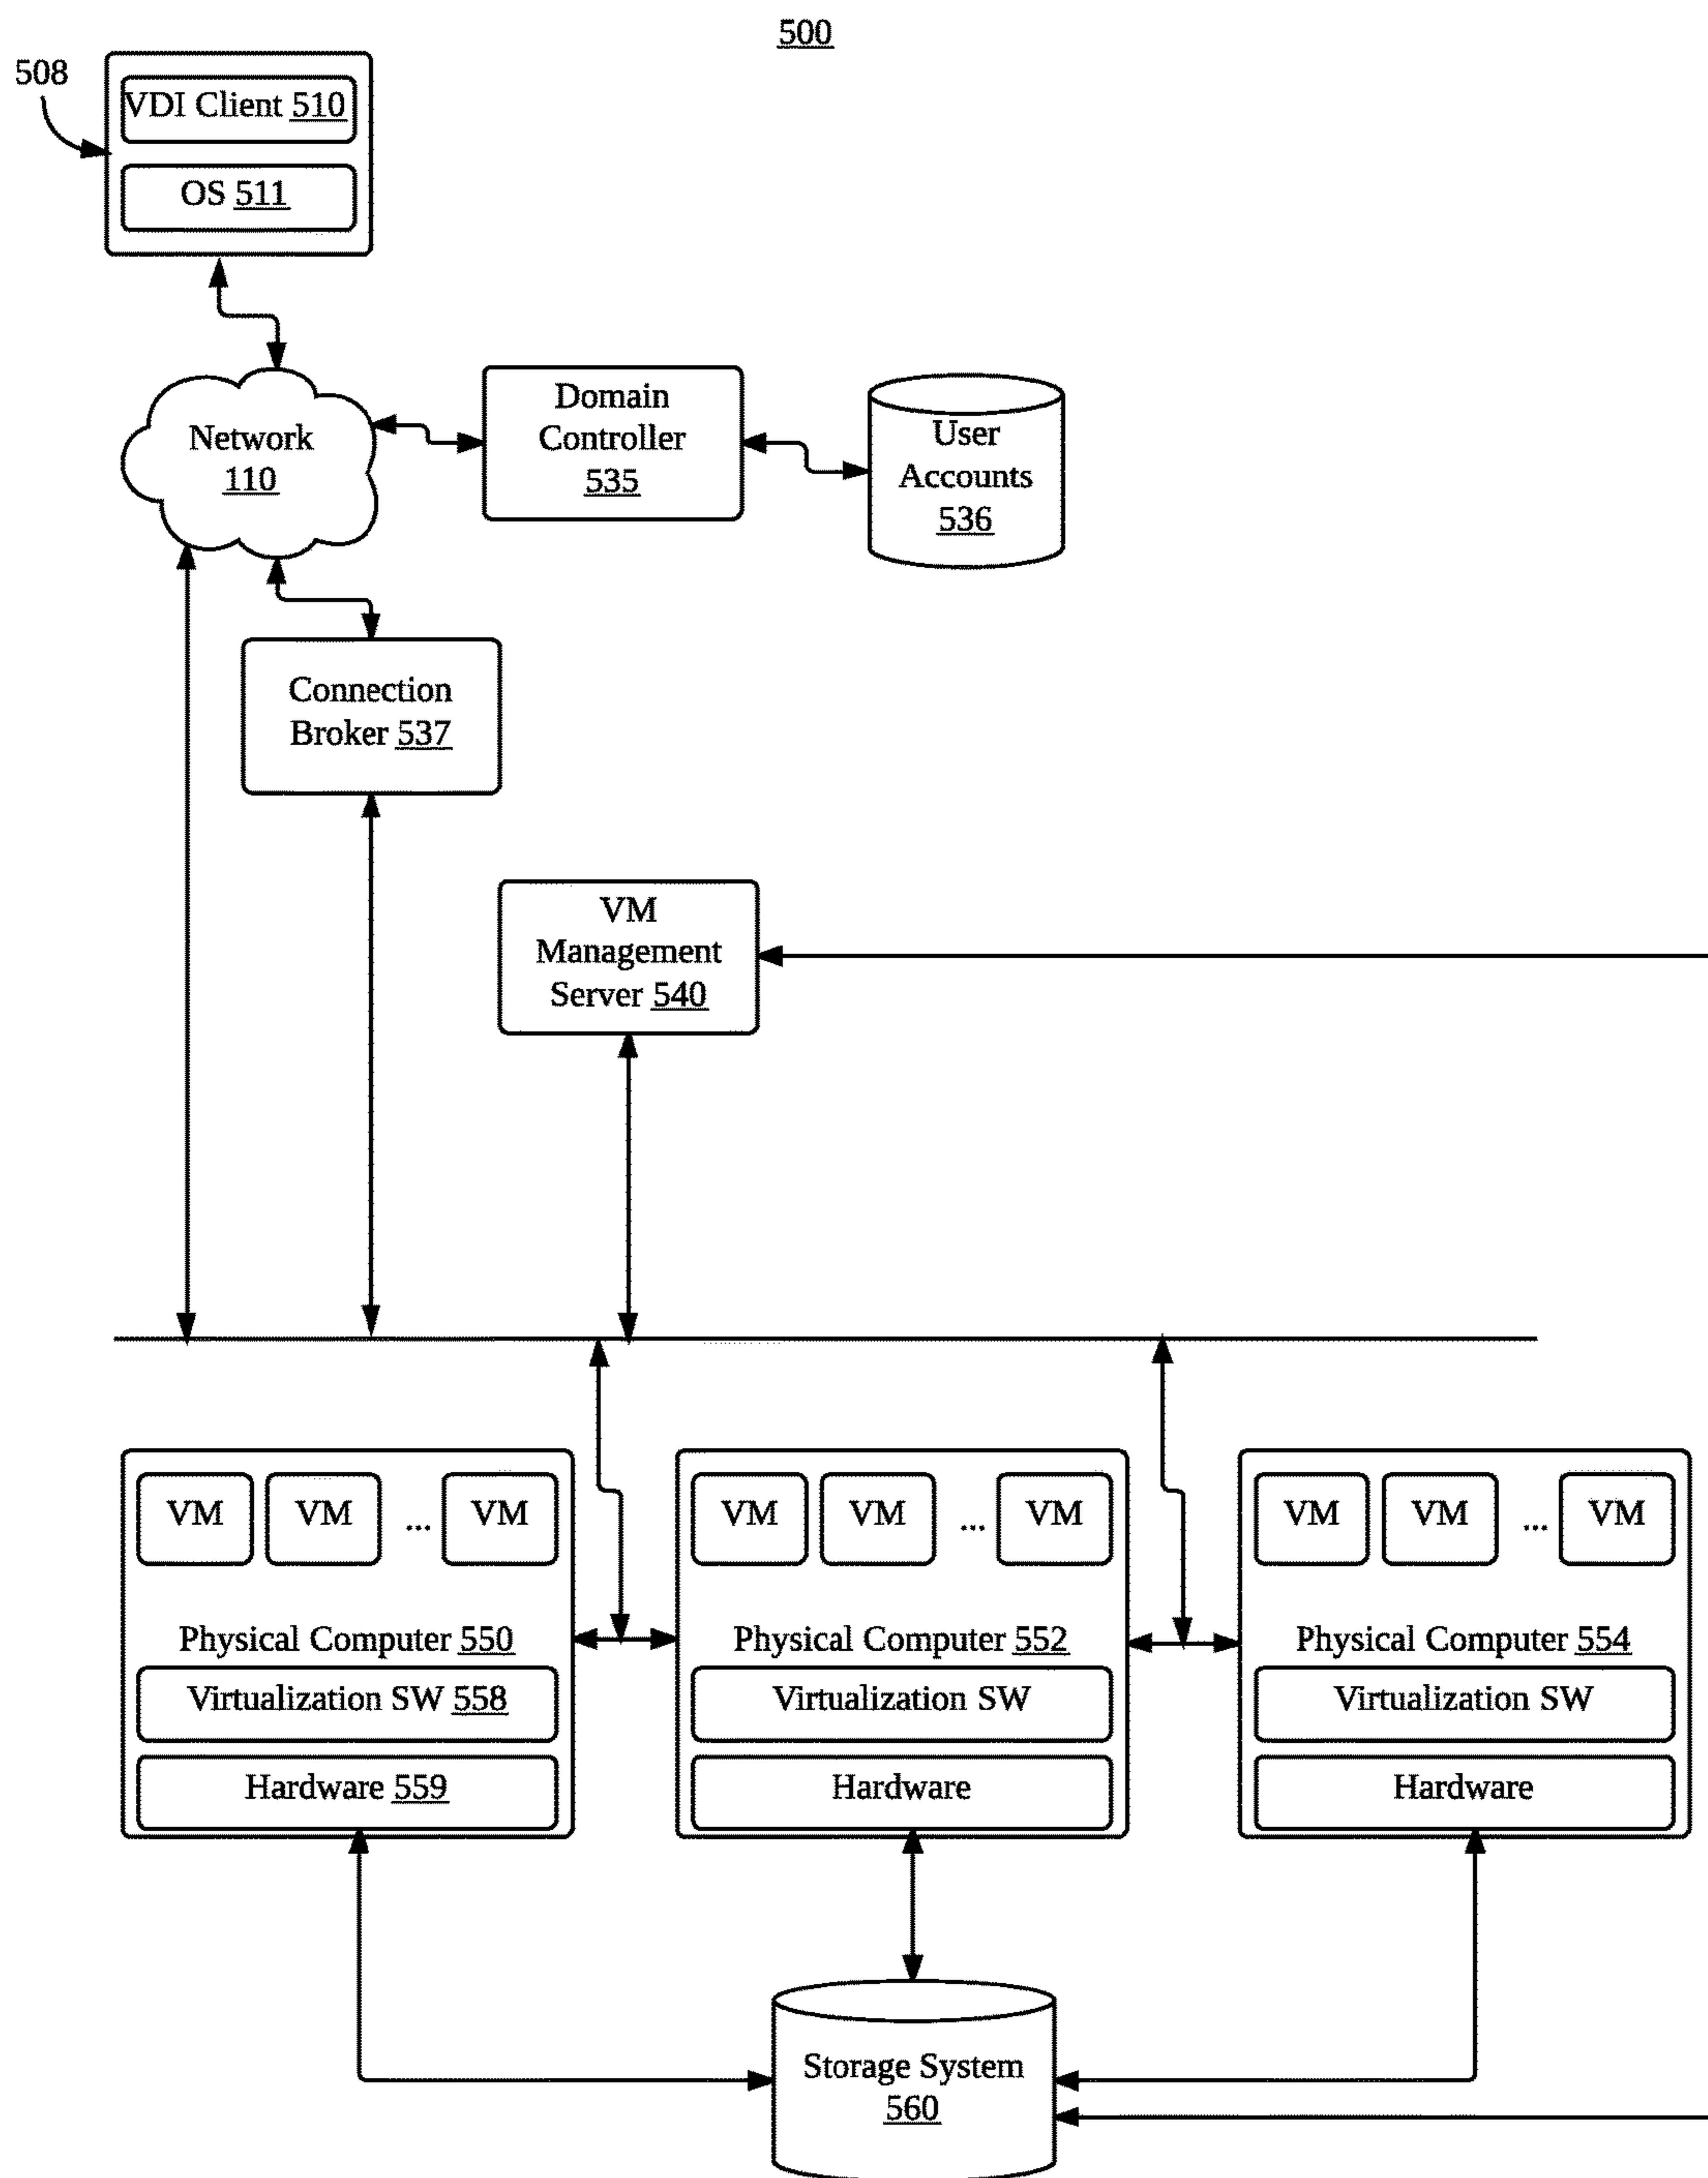 500
508
VDI Client 510
OS 511
Network
110
Domain
Controller
535
User
Accounts
536
Connection
Broker 537
VM
Management
Server 540
VM VM ... VM
Physical Computer 550
Virtualization SW 558
Hardware 559
VM VM ... VM
Physical Computer 552
Virtualization SW
Hardware
VM VM ... VM
Physical Computer 554
Virtualization SW
Hardware
Storage System
560